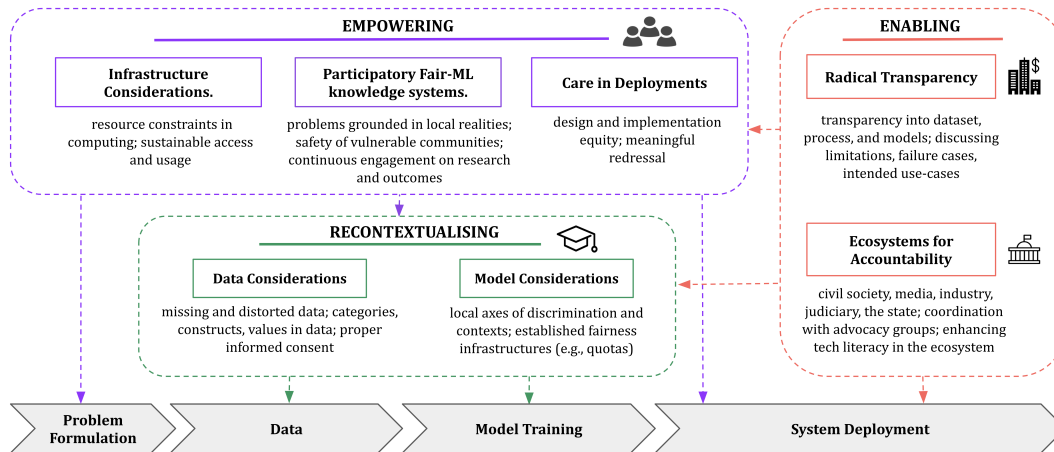 EMPOWERING
Infrastructure
Considerations.
resource constraints in
computing; sustainable access
and usage
Participatory Fair-ML
knowledge systems.
problems grounded in local realities;
safety of vulnerable communities;
continuous engagement on research
and outcomes
Care in Deployments
design and implementation
equity; meaningful
redressal
ENABLING
$
Radical Transparency
transparency into dataset,
process, and models; discussing
limitations, failure cases,
intended use-cases
Ecosystems for
Accountability
civil society, media, industry,
judiciary, the state; coordination
with advocacy groups; enhancing
tech literacy in the ecosystem
RECONTEXTUALISING
Data Considerations
missing and distorted data; categories,
constructs, values in data; proper
informed consent
Model Considerations
local axes of discrimination and
contexts; established fairness
infrastructures (e.g., quotas)
Problem
Formulation
Data
Model Training
System Deployment